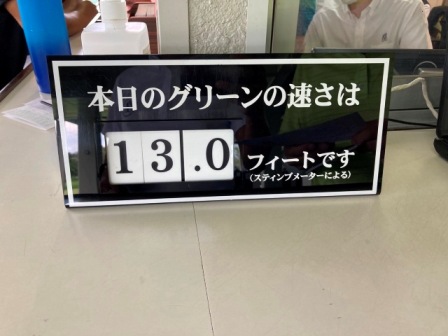 本日のグリーンの速さは
13.0 フィートです
(スティンプメーターによる)